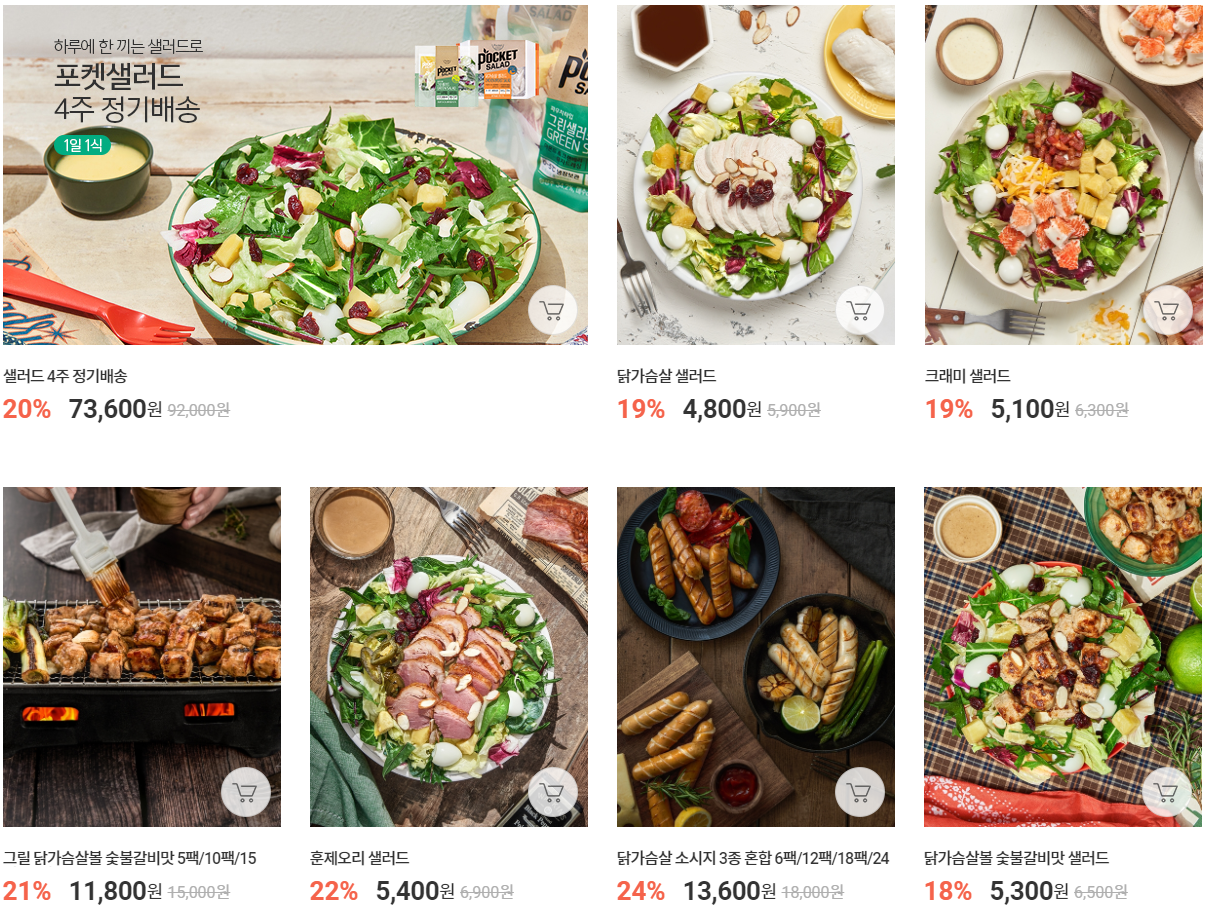 하루에 한 끼는 샐러드로
포켓샐러드
4주 정기배송
1일 1식
POCKET
SALAD
POCKET
SALAD
SALAD
그린샐러
GREEN S
샐러드 4주 정기배송
20% 73,600원 92,000원
닭가슴살 샐러드
19% 4,800원 5,900원
크래미 샐러드
19% 5,100원 6,300원
그릴 닭가슴살볼 숯불갈비맛 5팩/10팩/15
21% 11,800원 15,000원
훈제오리 샐러드
22% 5,400원 6,900원
닭가슴살 소시지 3종 혼합 6팩/12팩/18팩/24
24% 13,600원 18,000원
닭가슴살볼 숯불갈비맛 샐러드
18% 5,300원 6,500원